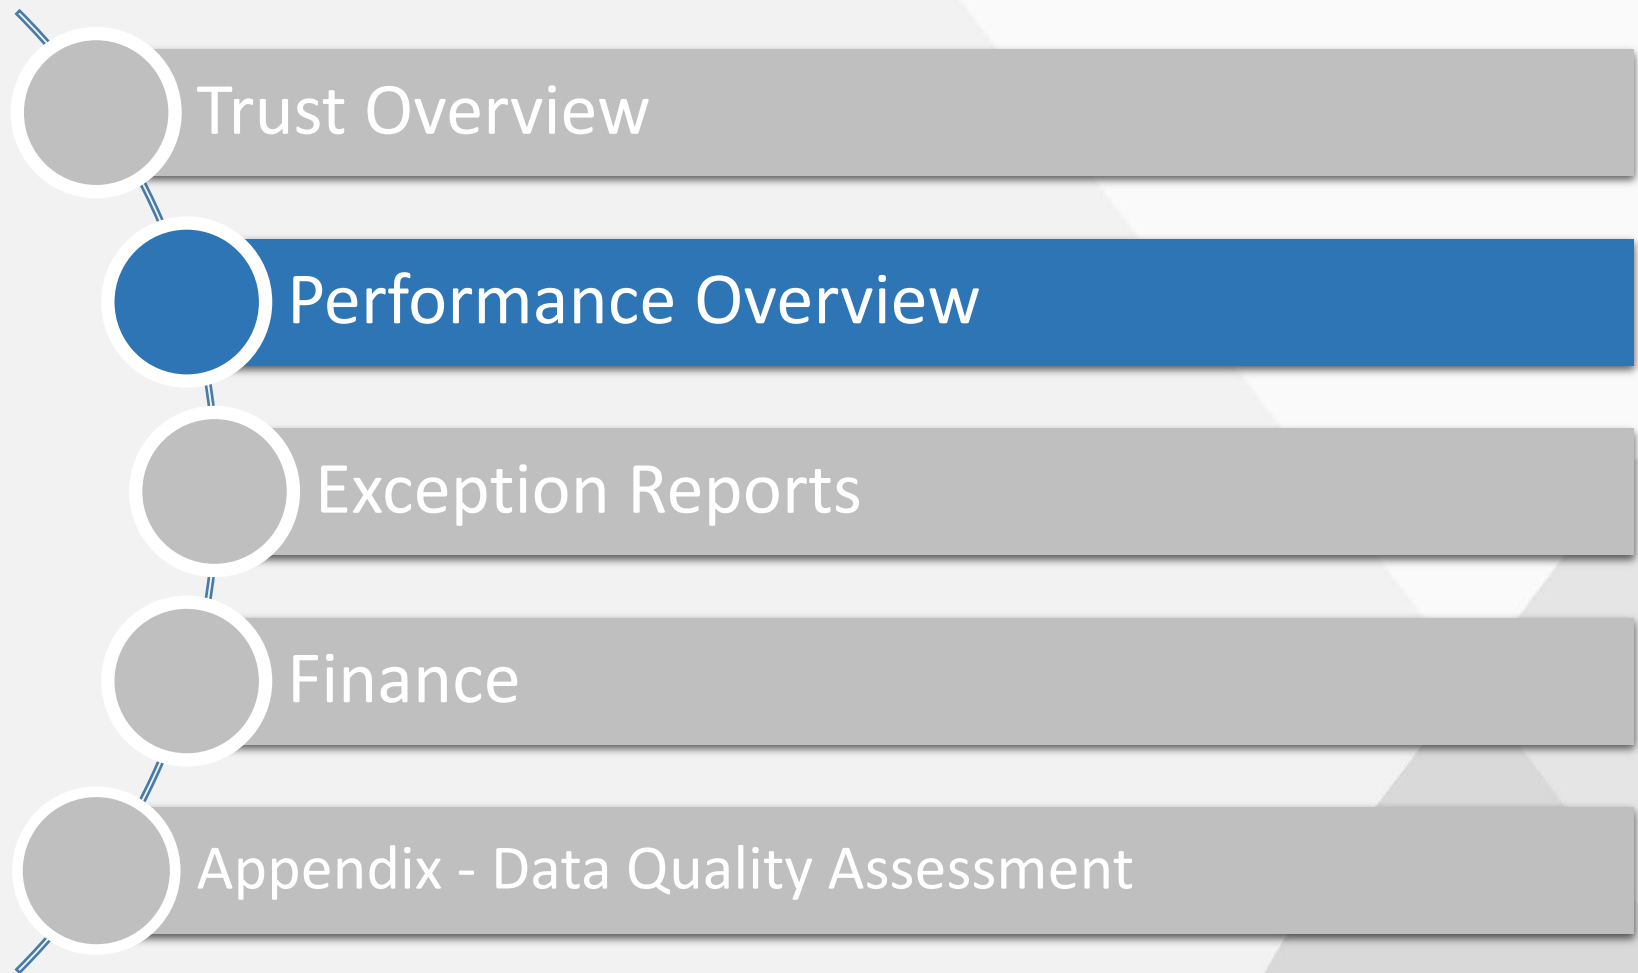 Trust Overview
Performance Overview
Exception Reports
Finance
Appendix - Data Quality Assessment